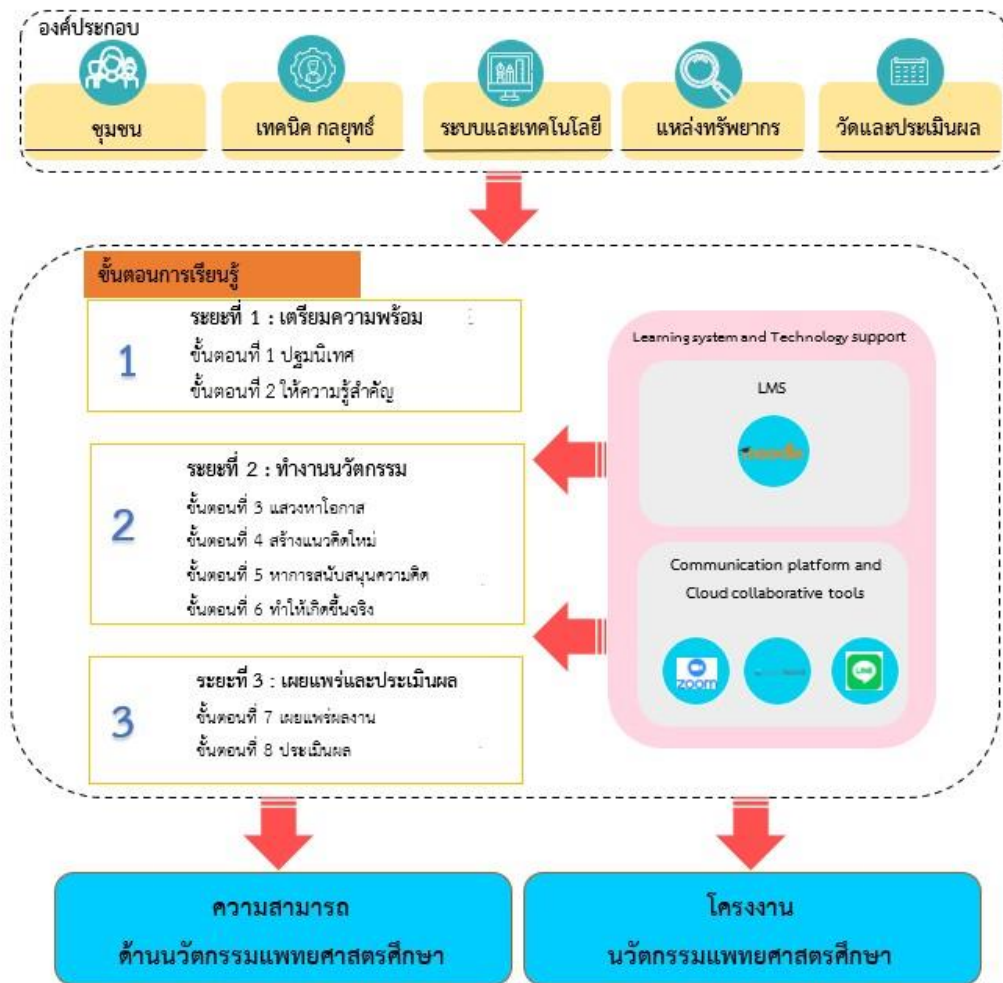 องค์ประกอบ
ชุมชน
เทคนิค กลยุทธ์
ระบบและเทคโนโลยี
แหล่งทรัพยากร
วัดและประเมินผล
ขั้นตอนการเรียนรู้
1
ระยะที่ 1 : เตรียมความพร้อม
ขั้นตอนที่ 1 ปฐมนิเทศ
ขั้นตอนที่ 2 ให้ความรู้สำคัญ
2
ระยะที่ 2 : ทำงานนวัตกรรม
ขั้นตอนที่ 3 แสวงหาโอกาส
ขั้นตอนที่ 4 สร้างแนวคิดใหม่
ขั้นตอนที่ 5 หาการสนับสนุนความคิด
ขั้นตอนที่ 6 ทำให้เกิดขึ้นจริง
3
ระยะที่ 3 : เผยแพร่และประเมินผล
ขั้นตอนที่ 7 เผยแพร่ผลงาน
ขั้นตอนที่ 8 ประเมินผล
Learning system and Technology support
LMS
moodle
Communication platform and
Cloud collaborative tools
zoom
LINE
ความสามารถ
ด้านนวัตกรรมแพทยศาสตรศึกษา
โครงงาน
นวัตกรรมแพทยศาสตรศึกษา